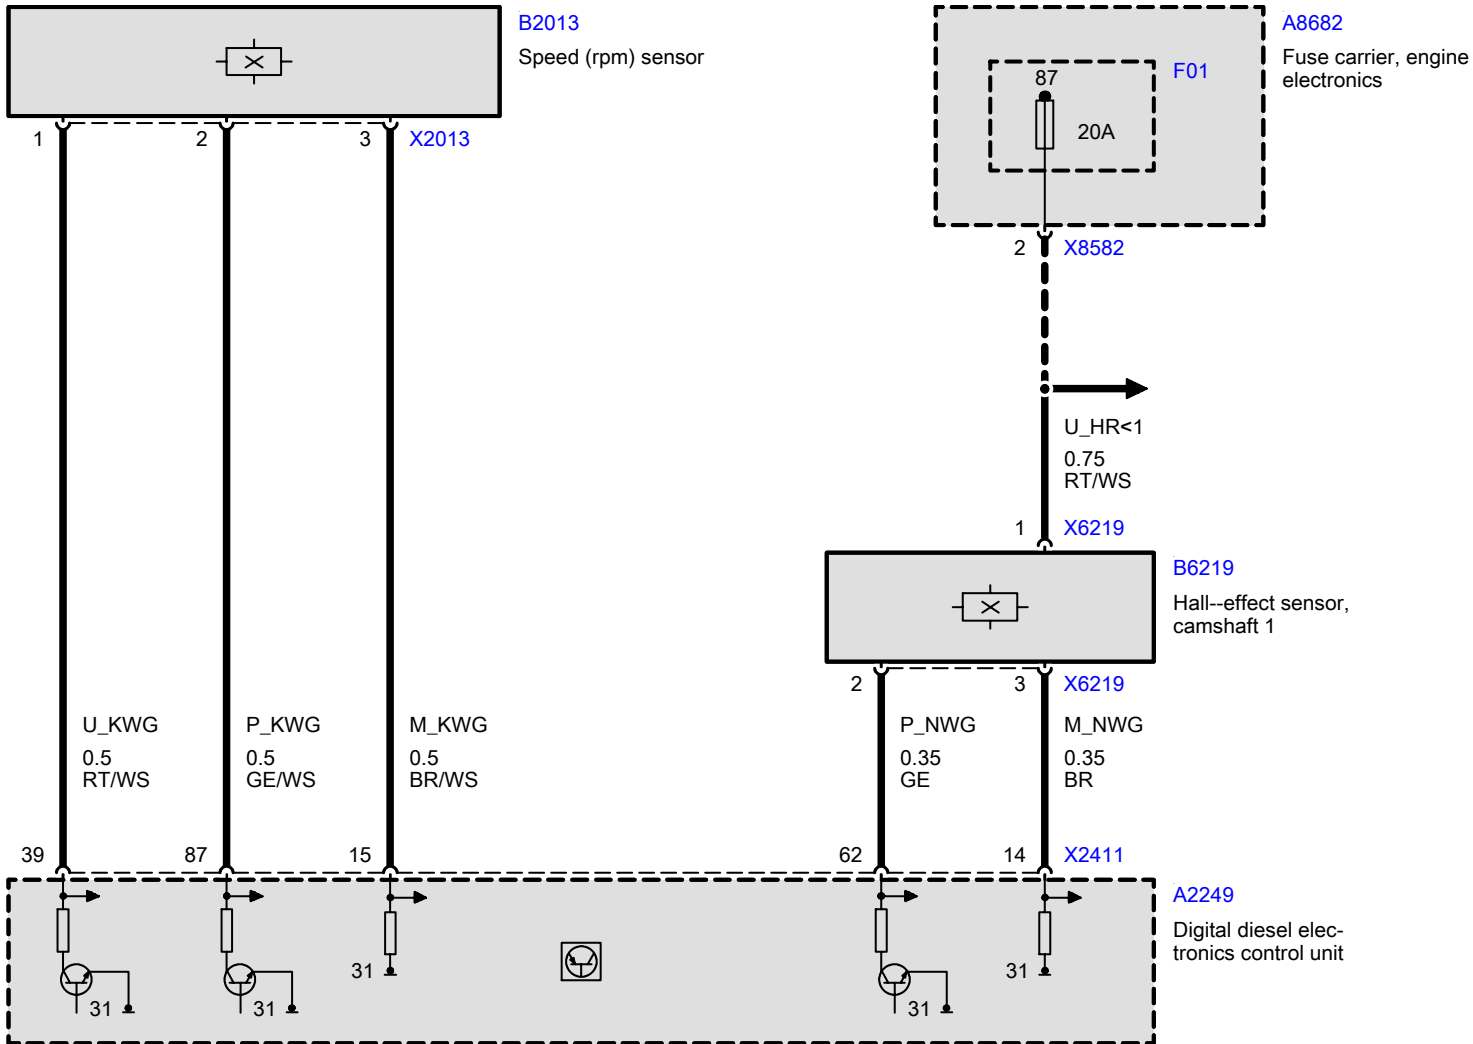 B2013
Speed (rpm) sensor
A8682
Fuse carrier, engine
electronics
F01
87
20A
1
2
3
X2013
2
X8582
U_HR<1
0.75
RT/WS
1
X6219
B6219
Hall--effect sensor,
camshaft 1
2
3
X6219
U_KWG
0.5
RT/WS
P_KWG
0.5
GE/WS
M_KWG
0.5
BR/WS
P_NWG
0.35
GE
M_NWG
0.35
BR
39
87
15
62
14
X2411
A2249
Digital diesel elec-
tronics control unit
31
31
31
31
31